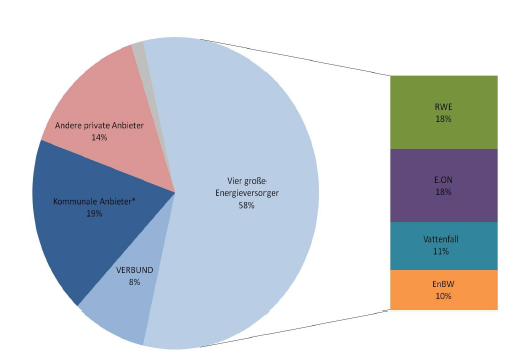 Andere private Anbieter
14%
Kommunale Anbieter*
19%
VERBUND
8%
Vier große
Energieversorger
58%
RWE
18%
E.ON
18%
Vattenfall
11%
EnBW
10%